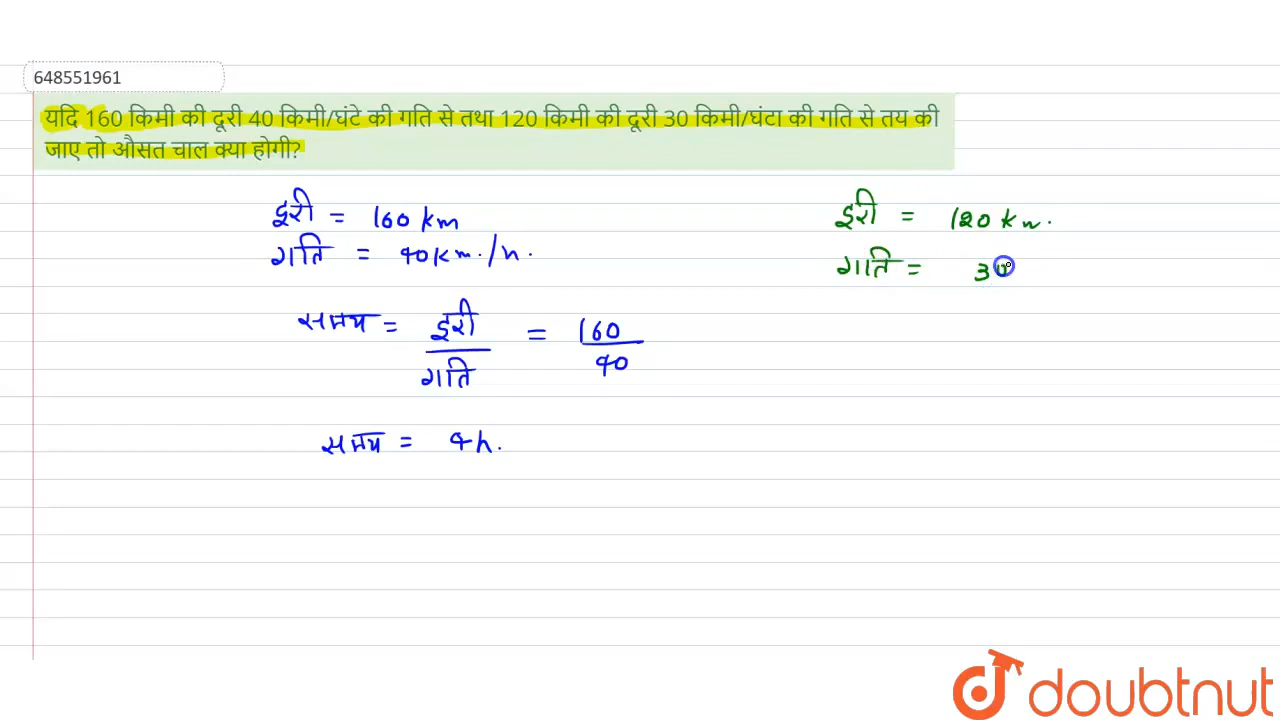 648551961
यदि 160 किमी की दूरी 40 किमी/घंटे की गति से तथा 120 किमी की दूरी 30 किमी/घंटा की गति से तय की
जाए तो औसत चाल क्या होगी?
दूरी = 160 km
गति = 40 km./h.
समय = दूरी / गति = 160 / 40
समय = 4h.
दूरी = 120 km.
गति = 30
doubtnut